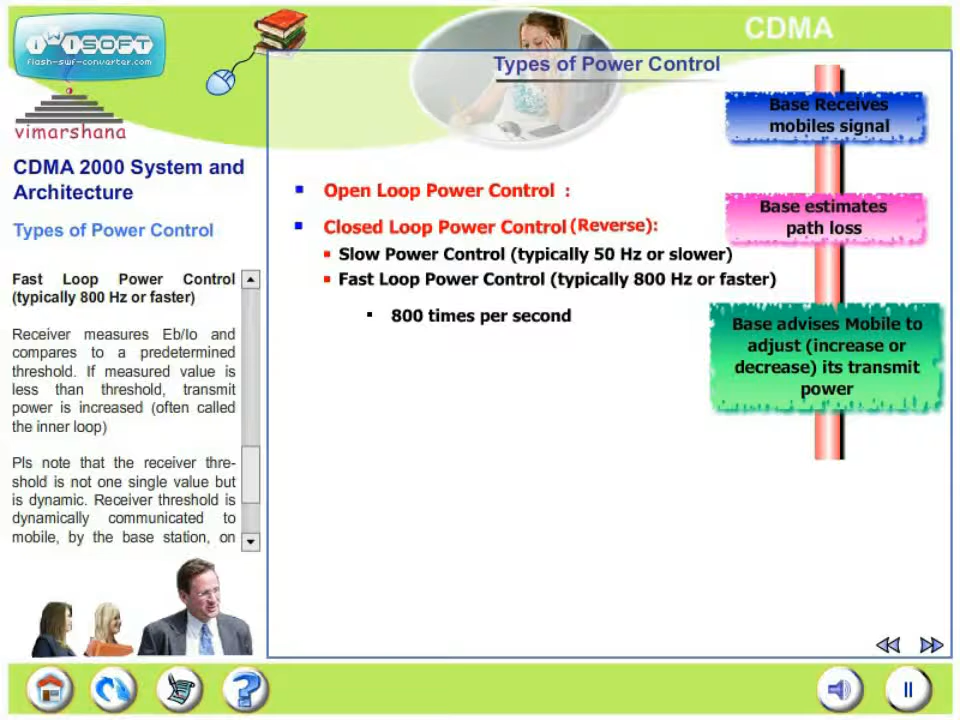 iWiSOFT
flash-swf-converter.com
vimarshana
CDMA
CDMA 2000 System and
Architecture
Types of Power Control
Fast Loop Power Control
(typically 800 Hz or faster)
Receiver measures Eb/Io and
compares to a predetermined
threshold. If measured value is
less than threshold, transmit
power is increased (often called
the inner loop)
Pls note that the receiver thre-
shold is not one single value but
is dynamic. Receiver threshold is
dynamically communicated to
mobile, by the base station, on
Types of Power Control
Open Loop Power Control :
Closed Loop Power Control (Reverse):
Slow Power Control (typically 50 Hz or slower)
Fast Loop Power Control (typically 800 Hz or faster)
800 times per second
Base Receives
mobiles signal
Base estimates
path loss
Base advises Mobile to
adjust (increase or
decrease) its transmit
power